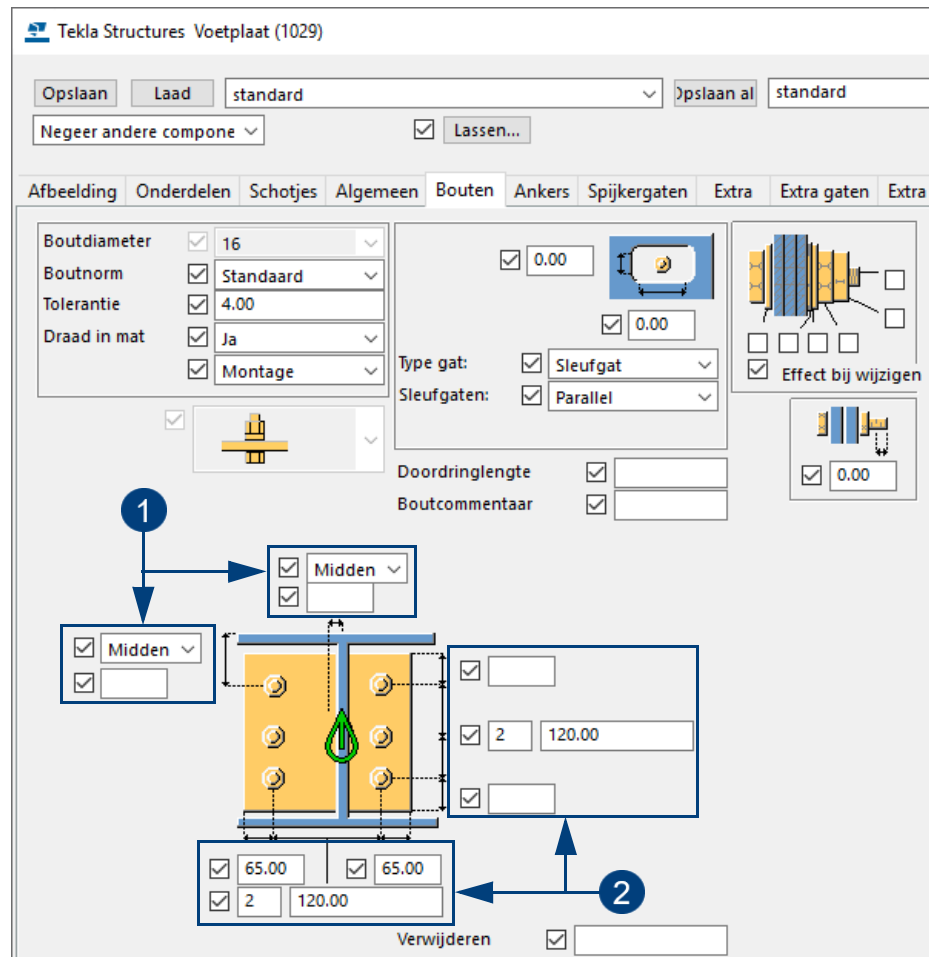 Tekla Structures Voetplaat (1029)
Opslaan Laad standard Opslaan al standard
Negeer andere compone Lassen...
Afbeelding Onderdelen Schotjes Algemeen Bouten Ankers Spijkergaten Extra Extra gaten Extra
Boutdiameter 16
Boutnorm Standaard
Tolerantie 4.00
Draad in mat Ja
Montage
0.00
0.00
Type gat: Sleufgat
Sleufgaten: Parallel
Effect bij wijzigen
0.00
Doordringlengte
Boutcommentaar
1
Midden
Midden
2 120.00
65.00 65.00
2 120.00
2
Verwijderen